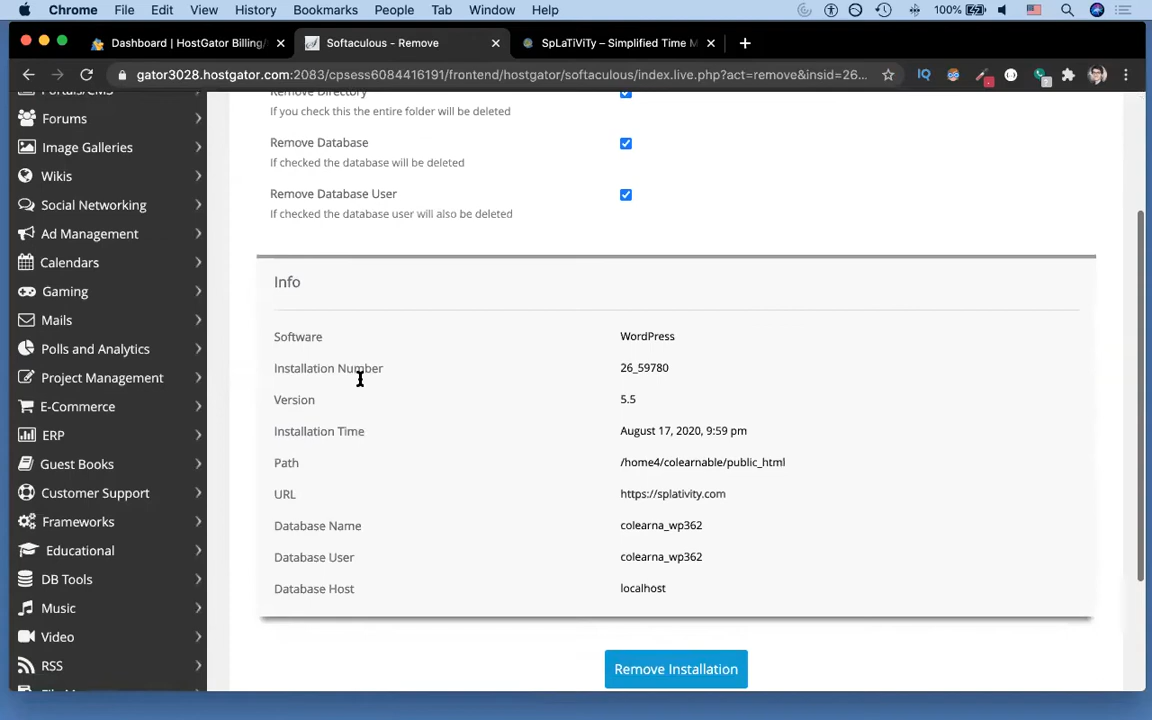 Chrome File Edit View History Bookmarks People Tab Window Help 100%
Dashboard | HostGator Billing/ Softaculous - Remove SpLaTiViTy – Simplified Time M
gator3028.hostgator.com:2083/cpsess6084416191/frontend/hostgator/softaculous/index.live.php?act=remove&insid=26... IQ
Portals/CMS
Forums
Image Galleries
Wikis
Social Networking
Ad Management
Calendars
Gaming
Mails
Polls and Analytics
Project Management
E-Commerce
ERP
Guest Books
Customer Support
Frameworks
Educational
DB Tools
Music
Video
RSS
Remove Directory
If you check this the entire folder will be deleted
Remove Database
If checked the database will be deleted
Remove Database User
If checked the database user will also be deleted
Info
Software WordPress
Installation Number 26_59780
Version 5.5
Installation Time August 17, 2020, 9:59 pm
Path /home4/colearnable/public_html
URL https://splativity.com
Database Name colearna_wp362
Database User colearna_wp362
Database Host localhost
Remove Installation